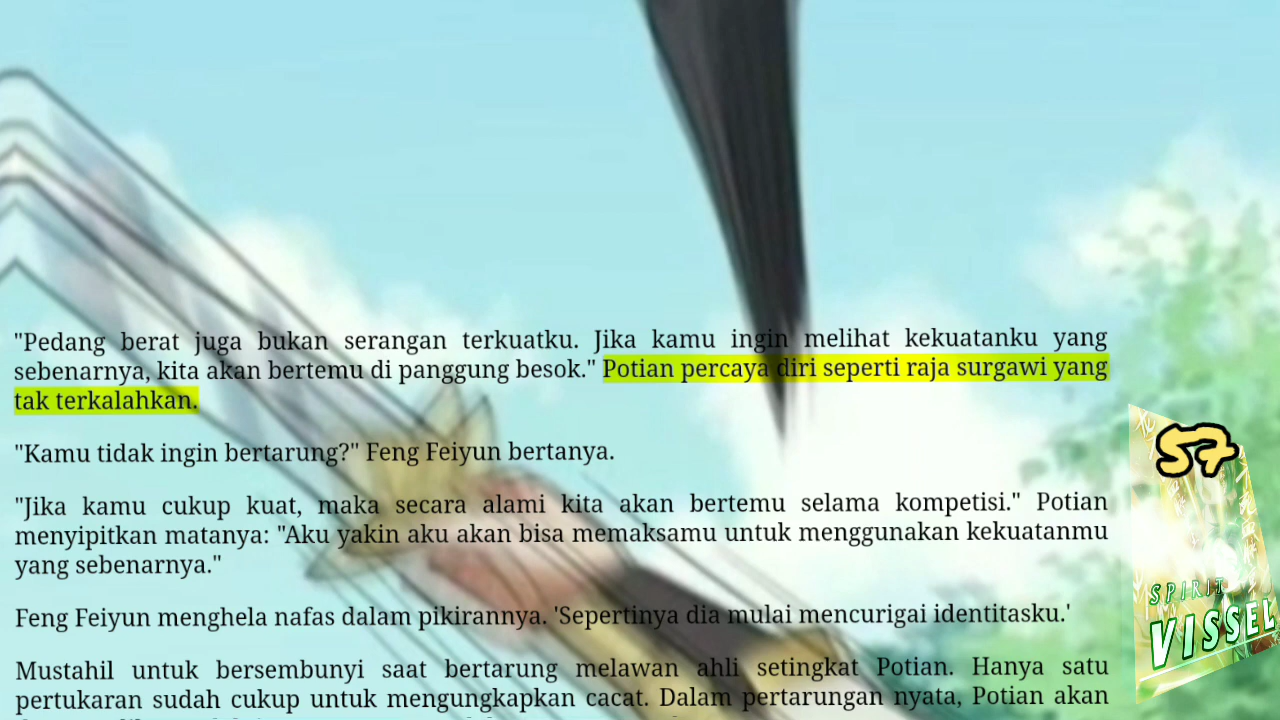 "Pedang berat juga bukan serangan terkuatku. Jika kamu ingin melihat kekuatanku yang
sebenarnya, kita akan bertemu di panggung besok." Potian percaya diri seperti raja surgawi yang
tak terkalahkan.
"Kamu tidak ingin bertarung?" Feng Feiyun bertanya.
"Jika kamu cukup kuat, maka secara alami kita akan bertemu selama kompetisi." Potian
menyipitkan matanya: "Aku yakin aku akan bisa memaksamu untuk menggunakan kekuatanmu
yang sebenarnya."
Feng Feiyun menghela nafas dalam pikirannya. 'Sepertinya dia mulai mencurigai identitasku.'
Mustahil untuk bersembunyi saat bertarung melawan ahli setingkat Potian. Hanya satu
pertukaran sudah cukup untuk mengungkapkan cacat. Dalam pertarungan nyata, Potian akan
57
SPIRIT
VISSEL